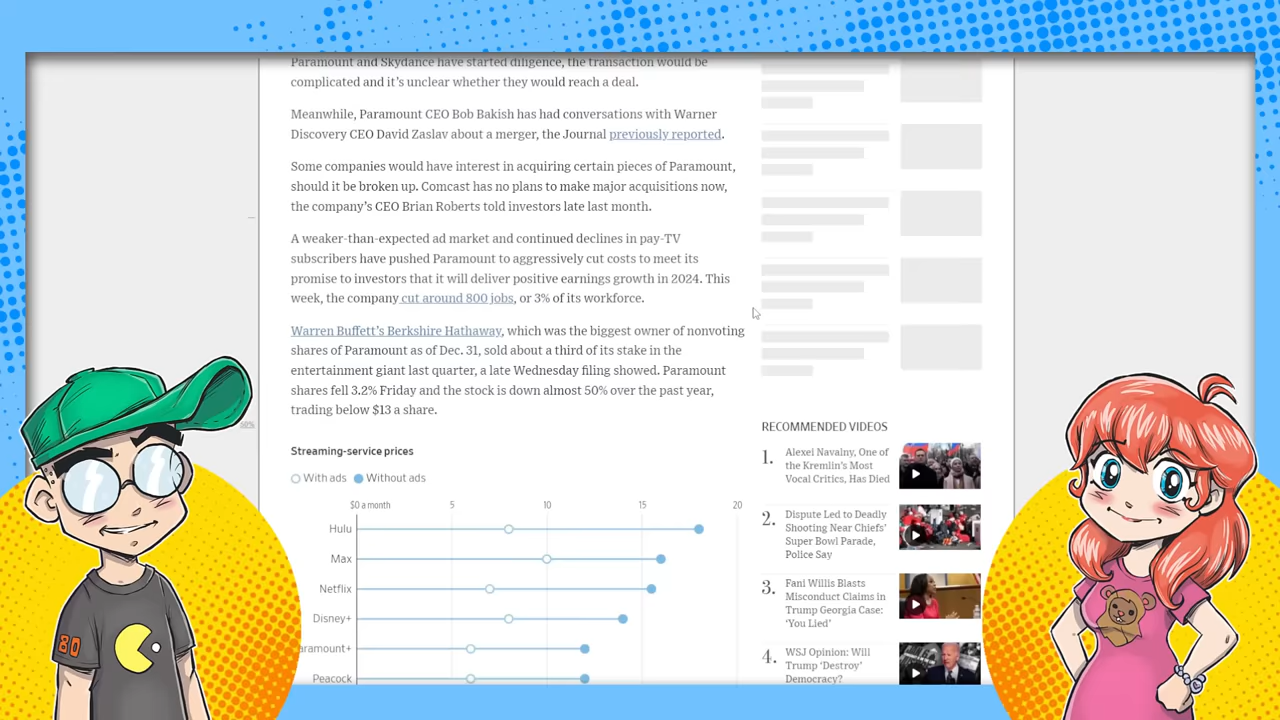 Paramount and Skydance have started diligence, the transaction would be
complicated and it's unclear whether they would reach a deal.
Meanwhile, Paramount CEO Bob Bakish has had conversations with Warner
Discovery CEO David Zaslav about a merger, the Journal previously reported.
Some companies would have interest in acquiring certain pieces of Paramount,
should it be broken up. Comcast has no plans to make major acquisitions now,
the company's CEO Brian Roberts told investors late last month.
A weaker-than-expected ad market and continued declines in pay-TV
subscribers have pushed Paramount to aggressively cut costs to meet its
promise to investors that it will deliver positive earnings growth in 2024. This
week, the company cut around 800 jobs, or 3% of its workforce.
Warren Buffett's Berkshire Hathaway, which was the biggest owner of nonvoting
shares of Paramount as of Dec. 31, sold about a third of its stake in the
entertainment giant last quarter, a late Wednesday filing showed. Paramount
shares fell 3.2% Friday and the stock is down almost 50% over the past year,
trading below $13 a share.
Streaming-service prices
With ads Without ads
$0 a month 5 10 15 20
Hulu
Max
Netflix
Disney+
aramount+
Peacock
RECOMMENDED VIDEOS
1. Alexel Navalny, One of
the Kremlin's Most
Vocal Critics, Has Died
2. Dispute Led to Deadly
Shooting Near Chiefs'
Super Bowl Parade,
Police Say
3. Fani Willis Blasts
Misconduct Claims in
Trump Georgia Case:
'You Lied'
4. WSJ Opinion: Will
Trump 'Destroy'
Democracy?
80